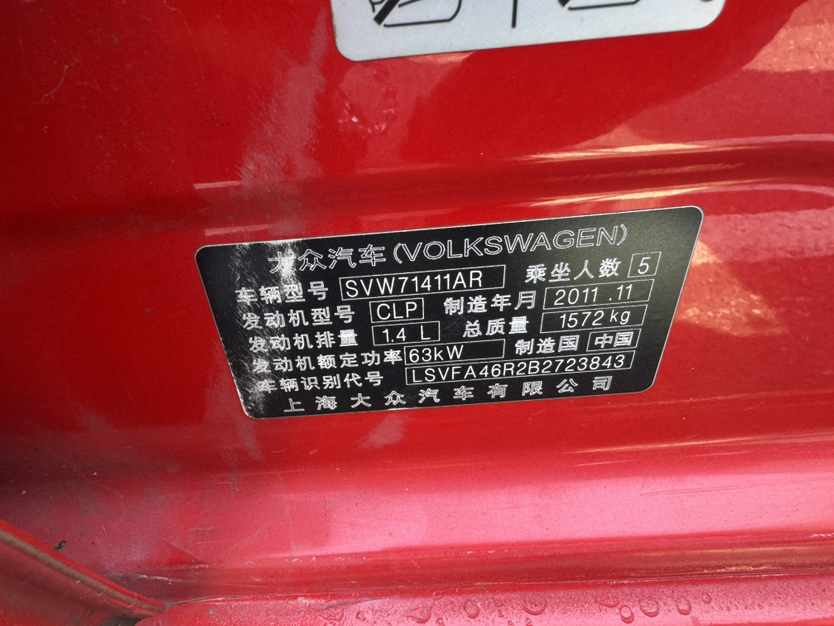 大众汽车(VOLKSWAGEN)
车辆型号 SVW71411AR 乘坐人数 5
发动机型号 CLP 制造年月 2011 .11
发动机排量 1.4 L 总质量 1572 kg
发动机额定功率 63kW 制造国 中国
车辆识别代号 LSVFA46R2B2723843
上海大众汽车有限公司